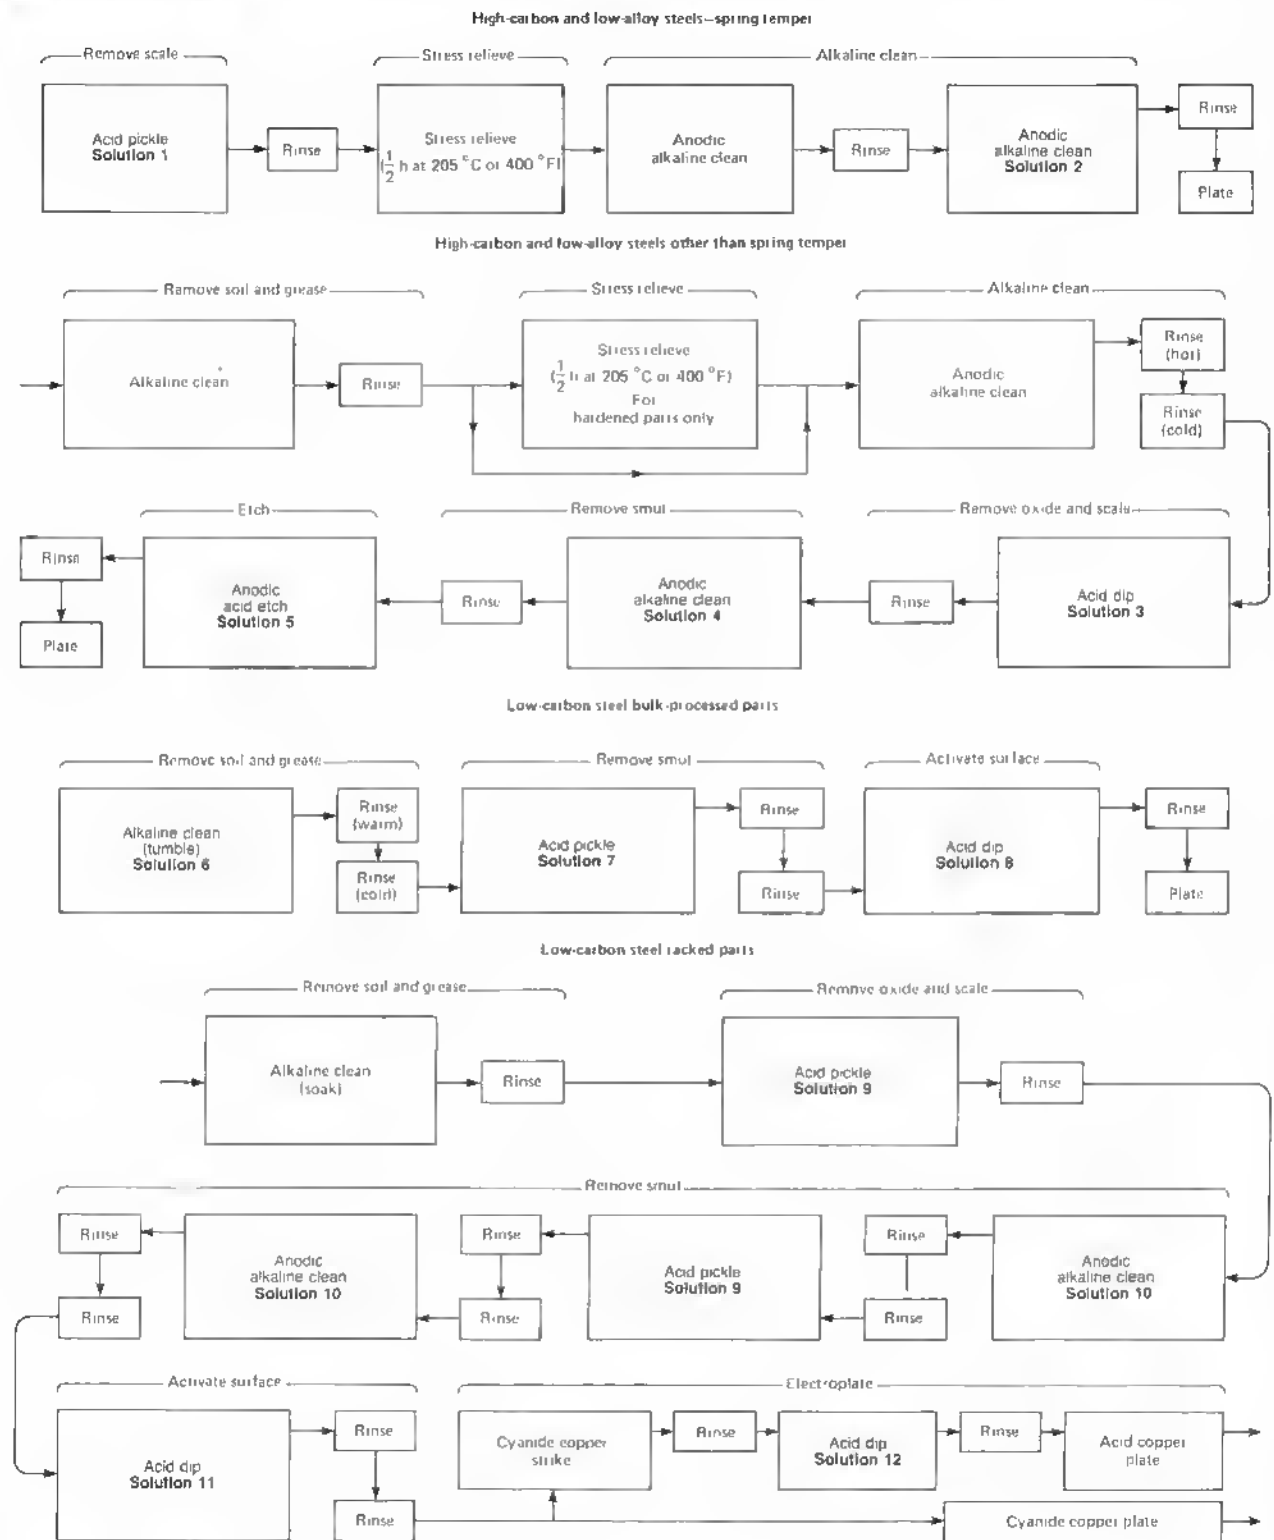 High-carbon and low-alloy steels—spring temper
Remove scale
Stress relieve
Alkaline clean
Acid pickle
Solution 1
Rinse
Stress relieve
(1/2 h at 205 °C or 400 °F)
Anodic
alkaline clean
Rinse
Anodic
alkaline clean
Solution 2
Rinse
Plate
High-carbon and low-alloy steels other than spring temper
Remove soil and grease
Stress relieve
Alkaline clean
Alkaline clean*
Rinse
Stress relieve
(1/2 h at 205 °C or 400 °F)
For
hardened parts only
Anodic
alkaline clean
Rinse
(hot)
Rinse
(cold)
Etch
Remove smut
Remove oxide and scale
Rinse
Plate
Anodic
acid etch
Solution 5
Rinse
Anodic
alkaline clean
Solution 4
Rinse
Acid dip
Solution 3
Low-carbon steel bulk-processed parts
Remove soil and grease
Remove smut
Activate surface
Alkaline clean
(tumble)
Solution 6
Rinse
(warm)
Rinse
(cold)
Acid pickle
Solution 7
Rinse
Rinse
Acid dip
Solution 8
Rinse
Plate
Low-carbon steel racked parts
Remove soil and grease
Remove oxide and scale
Alkaline clean
(soak)
Rinse
Acid pickle
Solution 9
Rinse
Remove smut
Rinse
Rinse
Anodic
alkaline clean
Solution 10
Rinse
Rinse
Acid pickle
Solution 9
Rinse
Rinse
Anodic
alkaline clean
Solution 10
Activate surface
Electroplate
Acid dip
Solution 11
Rinse
Rinse
Cyanide copper
strike
Rinse
Acid dip
Solution 12
Rinse
Acid copper
plate
Cyanide copper plate